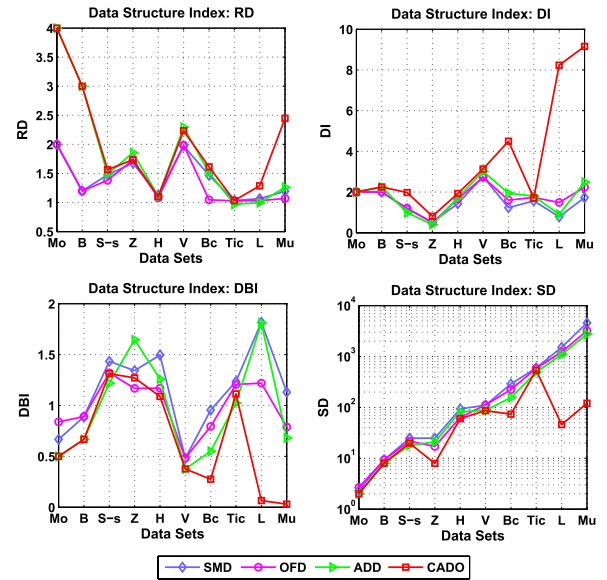 Data Structure Index: RD
4
3.5
3
2.5
2
1.5
1
0.5
RD
Mo B S-s Z H V Bc Tic L Mu
Data Sets
Data Structure Index: DI
10
8
6
4
2
0
DI
Mo B S-s Z H V Bc Tic L Mu
Data Sets
Data Structure Index: DBI
2
1.5
1
0.5
0
DBI
Mo B S-s Z H V Bc Tic L Mu
Data Sets
Data Structure Index: SD
10^4
10^3
10^2
10^1
10^0
SD
Mo B S-s Z H V Bc Tic L Mu
Data Sets
SMD OFD ADD CADO